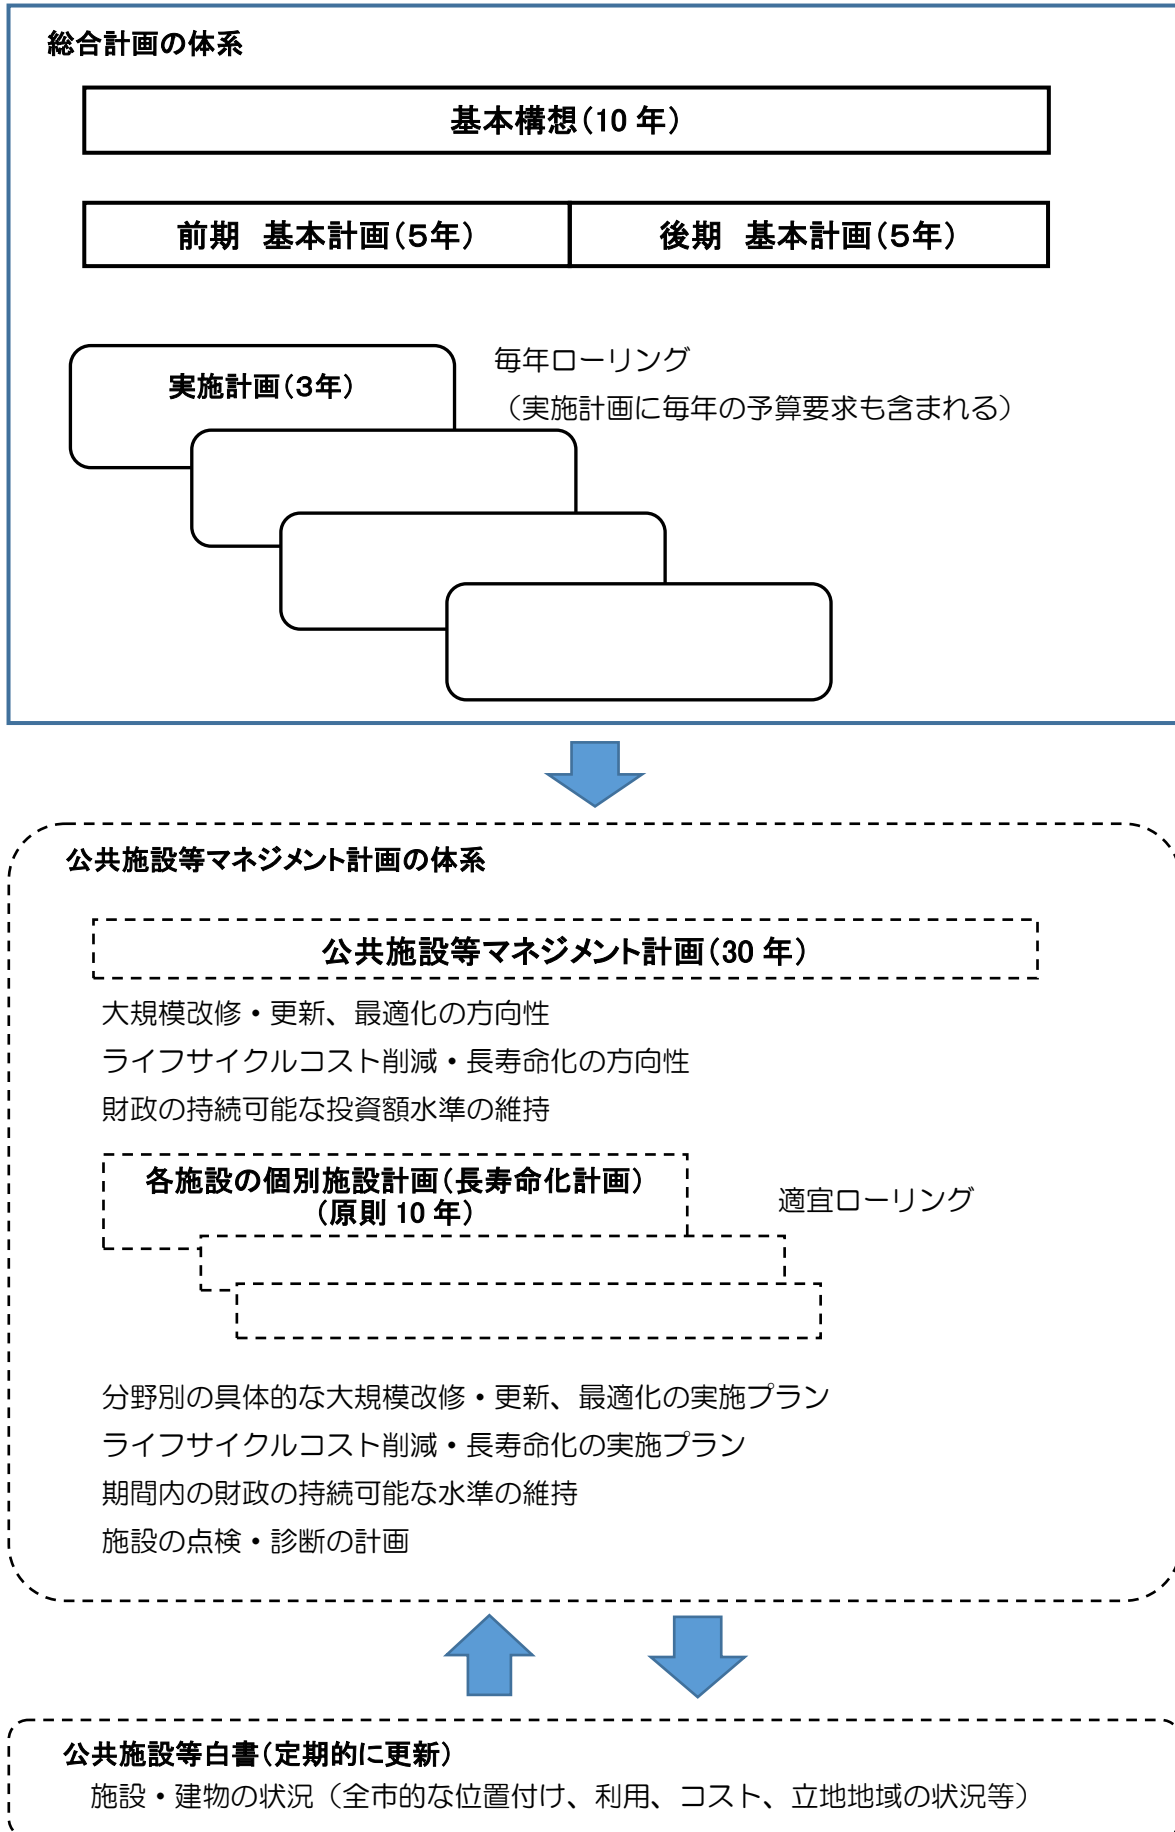 総合計画の体系
基本構想（10 年）
前期　基本計画（5年）
後期　基本計画（5年）
実施計画（3年）
毎年ローリング
（実施計画に毎年の予算要求も含まれる）
公共施設等マネジメント計画の体系
公共施設等マネジメント計画（30 年）
大規模改修・更新、最適化の方向性
ライフサイクルコスト削減・長寿命化の方向性
財政の持続可能な投資額水準の維持
各施設の個別施設計画（長寿命化計画）
（原則 10 年）
適宜ローリング
分野別の具体的な大規模改修・更新、最適化の実施プラン
ライフサイクルコスト削減・長寿命化の実施プラン
期間内の財政の持続可能な水準の維持
施設の点検・診断の計画
公共施設等白書（定期的に更新）
施設・建物の状況（全市的な位置付け、利用、コスト、立地地域の状況等）